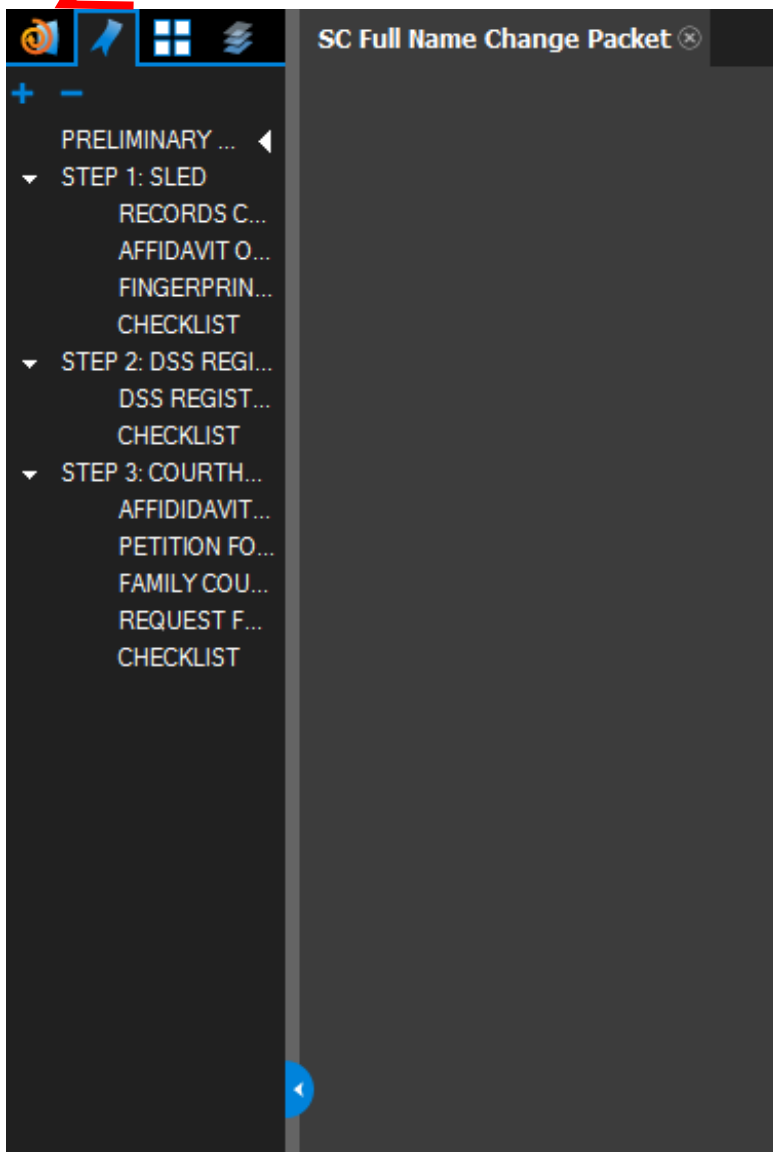 SC Full Name Change Packet
PRELIMINARY ...
STEP 1: SLED
RECORDS C...
AFFIDAVIT O...
FINGERPRIN...
CHECKLIST
STEP 2: DSS REGI...
DSS REGIST...
CHECKLIST
STEP 3: COURTH...
AFFIDIDAVIT...
PETITION FO...
FAMILY COU...
REQUEST F...
CHECKLIST